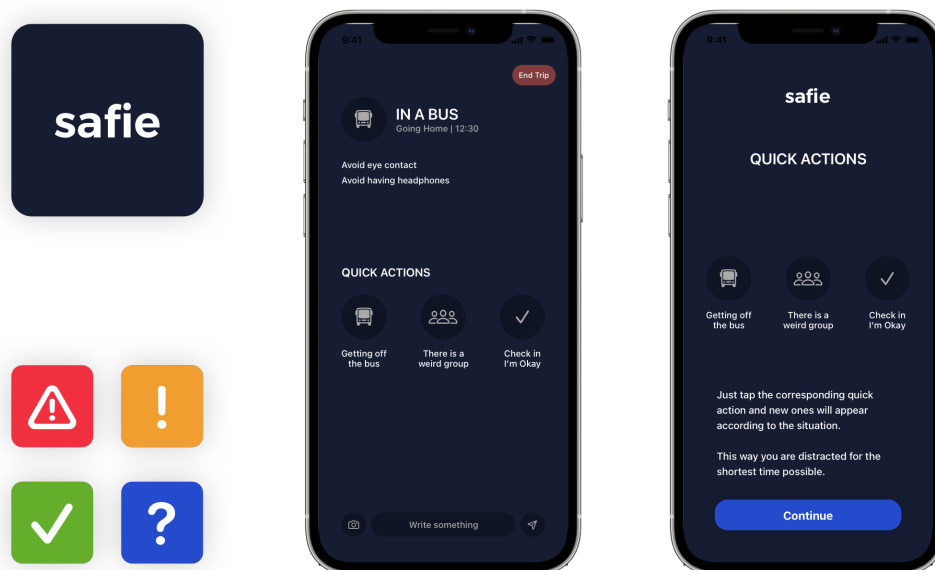 safie
9:41
End Trip
IN A BUS
Going Home | 12:30
Avoid eye contact
Avoid having headphones
QUICK ACTIONS
Getting off
the bus
There is a
weird group
Check in
I'm Okay
Write something
9:41
safie
QUICK ACTIONS
Getting off
the bus
There is a
weird group
Check in
I'm Okay
Just tap the corresponding quick
action and new ones will appear
according to the situation.
This way you are distracted for the
shortest time possible.
Continue